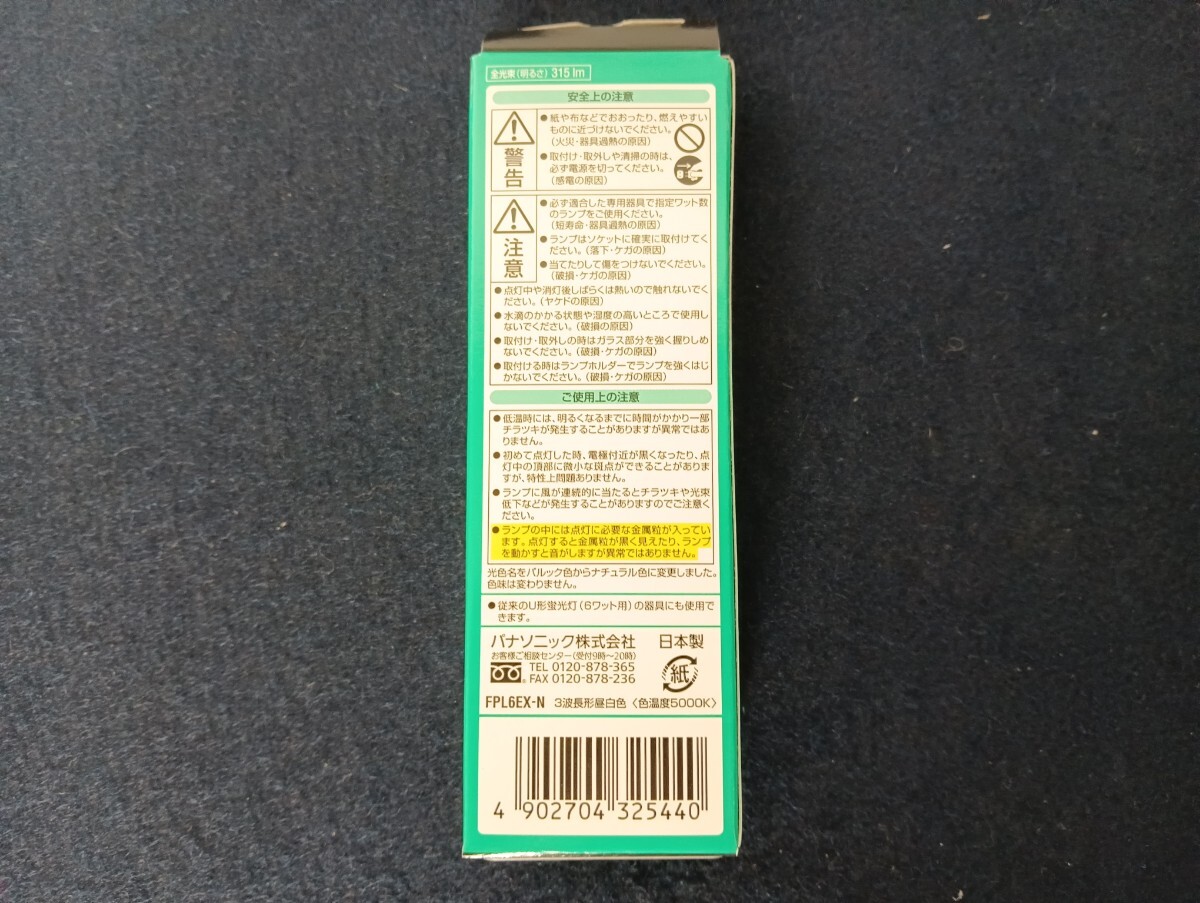 全光束(明るさ) 315 lm
安全上の注意
警告
●紙や布などでおおったり、燃えやすい
ものに近づけないでください。
(火災・器具過熱の原因)
●取付け・取外しや清掃の時は、
必ず電源を切ってください。
(感電の原因)
注意
●必ず適合した専用器具で指定ワット数
のランプをご使用ください。
(短寿命・器具過熱の原因)
●ランプはソケットに確実に取付けてく
ださい。(落下・ケガの原因)
●当てたりして傷をつけないでください。
(破損・ケガの原因)
●点灯中や消灯後しばらくは熱いので触れないでく
ださい。(ヤケドの原因)
●水滴のかかる状態や湿度の高いところで使用し
ないでください。(破損の原因)
●取付け・取外しの時はガラス部分を強く握りしめ
ないでください。(破損・ケガの原因)
●取付ける時はランプホルダーでランプを強くはじ
かないでください。(破損・ケガの原因)
ご使用上の注意
●低温時には、明るくなるまでに時間がかかり一部
チラツキが発生することがありますが異常ではあ
りません。
●初めて点灯した時、電極付近が黒くなったり、点
灯中の頂部に微小な斑点ができることがありま
すが、特性上問題ありません。
●ランプに風が連続的に当たるとチラツキや光束
低下などが発生することがありますのでご注意く
ださい。
●ランプの中には点灯に必要な金属粒が入ってい
ます。点灯すると金属粒が黒く見えたり、ランプ
を動かすと音がしますが異常ではありません。
光色名をパルック色からナチュラル色に変更しました。
色味は変わりません。
●従来のU形蛍光灯(6ワット用)の器具にも使用で
きます。
パナソニック株式会社 日本製
お客様ご相談センター(受付9時〜20時)
TEL 0120-878-365
FAX 0120-878-236
紙
FPL6EX-N 3波長形昼白色〈色温度5000K〉
4 902704 325440